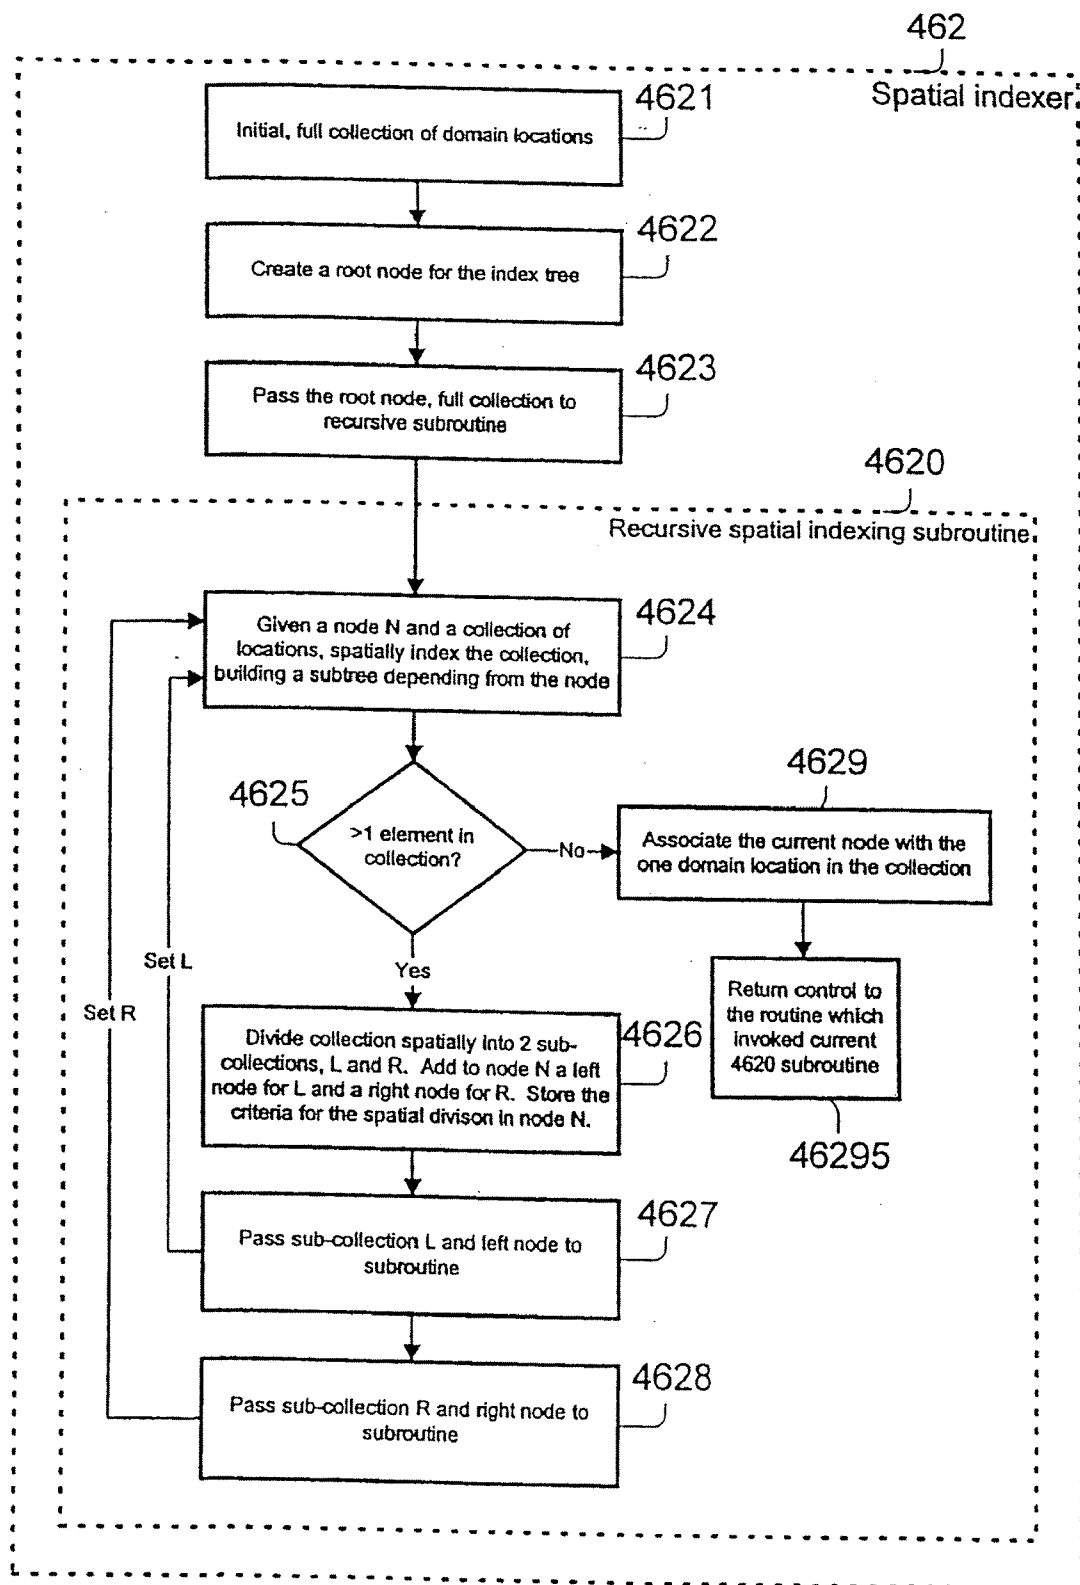 462
Spatial indexer
4621
Initial, full collection of domain locations
4622
Create a root node for the index tree
4623
Pass the root node, full collection to
recursive subroutine
4620
Recursive spatial indexing subroutine
4624
Given a node N and a collection of
locations, spatially index the collection,
building a subtree depending from the node
4625
>1 element in
collection?
No
4629
Associate the current node with the
one domain location in the collection
Yes
Set L
Set R
Return control to
the routine which
invoked current
4620 subroutine
46295
4626
Divide collection spatially into 2 sub-
collections, L and R. Add to node N a left
node for L and a right node for R. Store the
criteria for the spatial divison in node N.
4627
Pass sub-collection L and left node to
subroutine
4628
Pass sub-collection R and right node to
subroutine